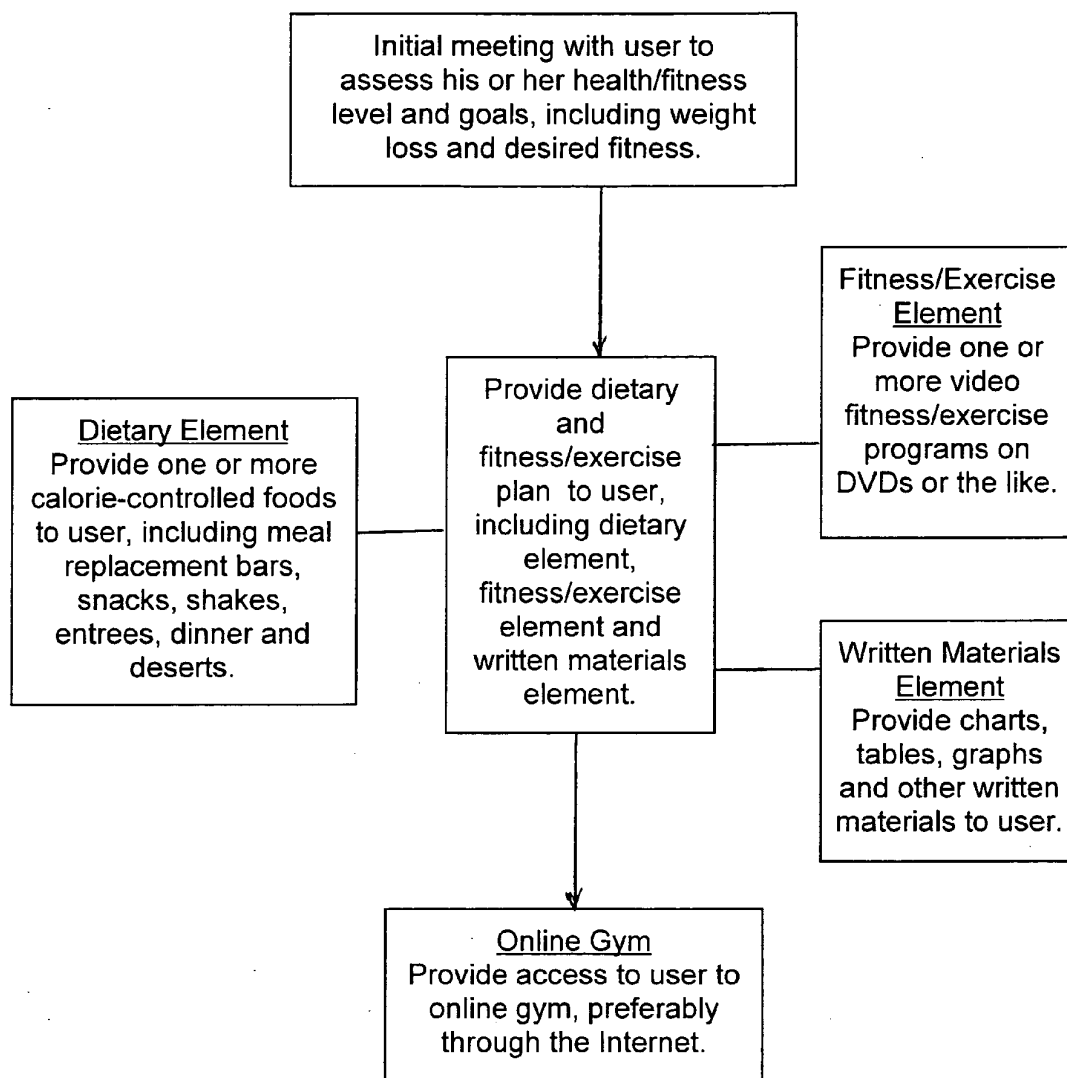 Initial meeting with user to
assess his or her health/fitness
level and goals, including weight
loss and desired fitness.
Fitness/Exercise
Element
Provide one or
more video
fitness/exercise
programs on
DVDs or the like.
Provide dietary
and
fitness/exercise
plan to user,
including dietary
element,
fitness/exercise
element and
written materials
element.
Dietary Element
Provide one or more
calorie-controlled foods
to user, including meal
replacement bars,
snacks, shakes,
entrees, dinner and
deserts.
Written Materials
Element
Provide charts,
tables, graphs
and other written
materials to user.
Online Gym
Provide access to user to
online gym, preferably
through the Internet.